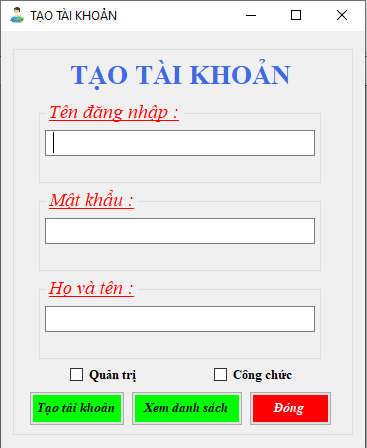 TẠO TÀI KHOẢN
TẠO TÀI KHOẢN
Tên đăng nhập :
Mật khẩu :
Họ và tên :
Quản trị Công chức
Tạo tài khoản Xem danh sách Đóng